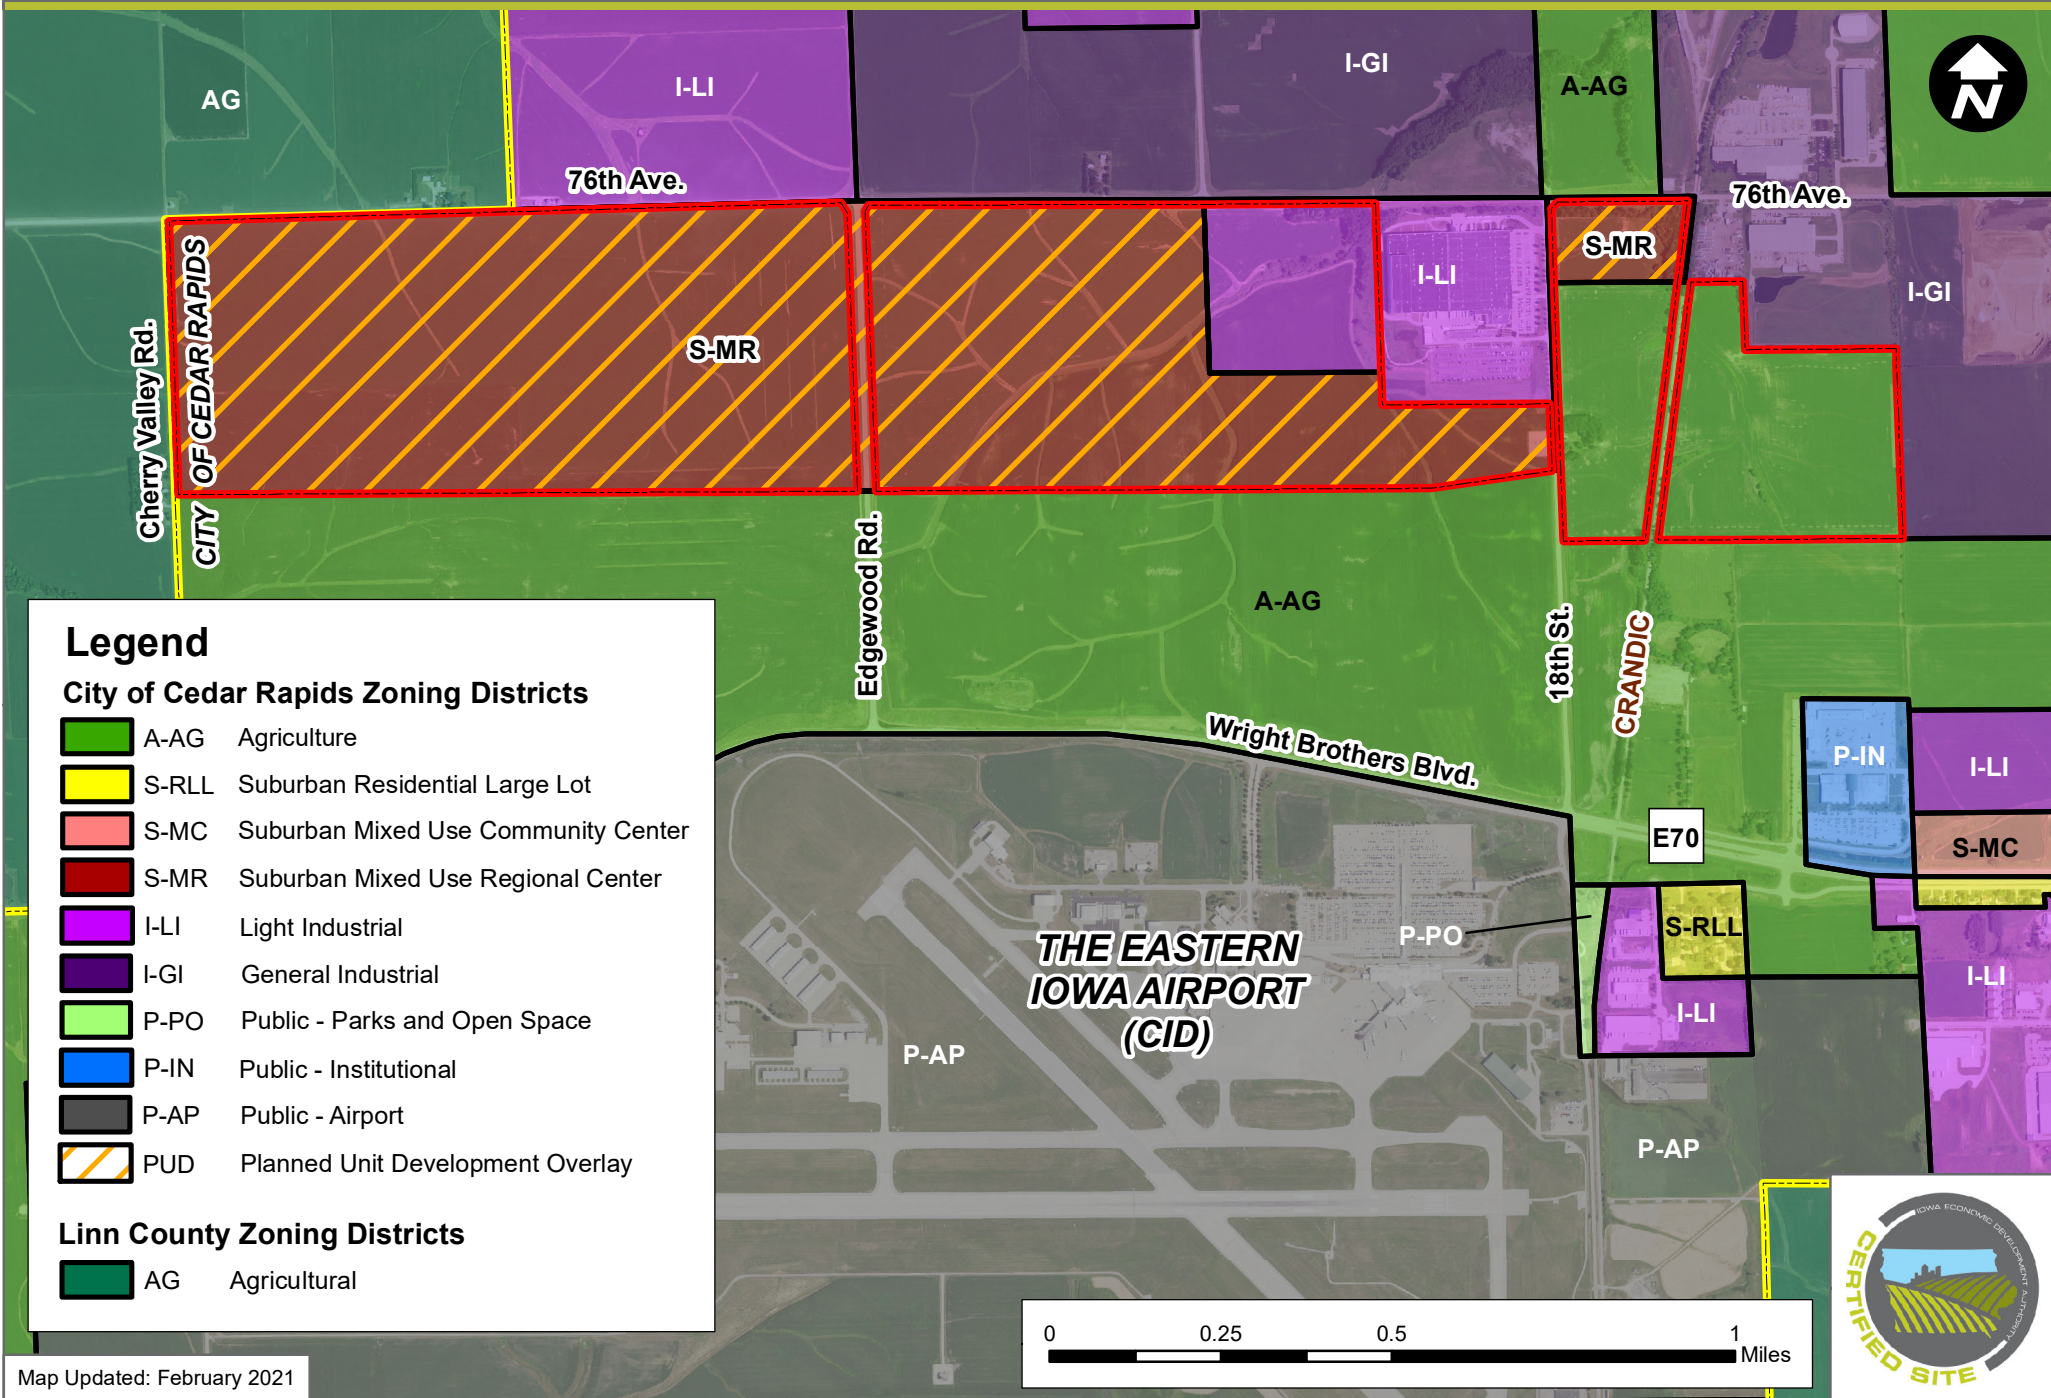 AG
I-LI
I-GI
A-AG
N
76th Ave.
76th Ave.
S-MR
I-LI
I-GI
S-MR
Cherry Valley Rd.
CITY OF CEDAR RAPIDS
Edgewood Rd.
A-AG
18th St.
CRANDIC
Wright Brothers Blvd.
P-IN
I-LI
E70
S-MC
P-PO
S-RLL
I-LI
I-LI
THE EASTERN
IOWA AIRPORT
(CID)
P-AP
P-AP
Legend
City of Cedar Rapids Zoning Districts
A-AG Agriculture
S-RLL Suburban Residential Large Lot
S-MC Suburban Mixed Use Community Center
S-MR Suburban Mixed Use Regional Center
I-LI Light Industrial
I-GI General Industrial
P-PO Public - Parks and Open Space
P-IN Public - Institutional
P-AP Public - Airport
PUD Planned Unit Development Overlay
Linn County Zoning Districts
AG Agricultural
0 0.25 0.5 1
Miles
IOWA ECONOMIC DEVELOPMENT AUTHORITY
CERTIFIED SITE
Map Updated: February 2021